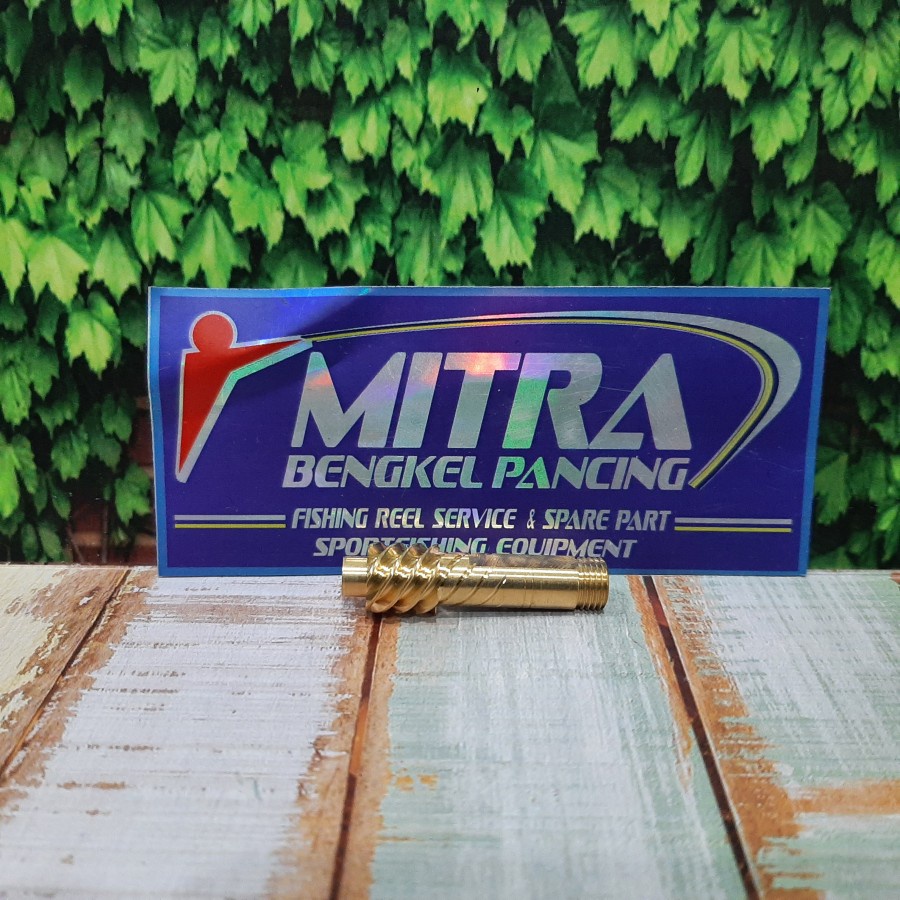 MITRA
BENGKEL PANCING
FISHING REEL SERVICE & SPARE PART
SPORTFISHING EQUIPMENT